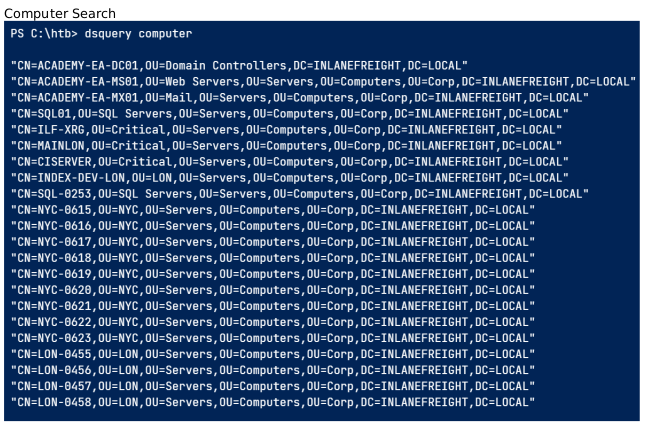 Computer Search
PS C:\htb> dsquery computer
"CN=ACADEMY-EA-DC01,OU=Domain Controllers,DC=INLANEFREIGHT,DC=LOCAL"
"CN=ACADEMY-EA-MS01,OU=Web Servers,OU=Servers,OU=Computers,OU=Corp,DC=INLANEFREIGHT,DC=LOCAL"
"CN=ACADEMY-EA-MX01,OU=Mail,OU=Servers,OU=Computers,OU=Corp,DC=INLANEFREIGHT,DC=LOCAL"
"CN=SQL01,OU=SQL Servers,OU=Servers,OU=Computers,OU=Corp,DC=INLANEFREIGHT,DC=LOCAL"
"CN=ILF-XRG,OU=Critical,OU=Servers,OU=Computers,OU=Corp,DC=INLANEFREIGHT,DC=LOCAL"
"CN=MAINLON,OU=Critical,OU=Servers,OU=Computers,OU=Corp,DC=INLANEFREIGHT,DC=LOCAL"
"CN=CISERVER,OU=Critical,OU=Servers,OU=Computers,OU=Corp,DC=INLANEFREIGHT,DC=LOCAL"
"CN=INDEX-DEV-LON,OU=LON,OU=Servers,OU=Computers,OU=Corp,DC=INLANEFREIGHT,DC=LOCAL"
"CN=SQL-0253,OU=SQL Servers,OU=Servers,OU=Computers,OU=Corp,DC=INLANEFREIGHT,DC=LOCAL"
"CN=NYC-0615,OU=NYC,OU=Servers,OU=Computers,OU=Corp,DC=INLANEFREIGHT,DC=LOCAL"
"CN=NYC-0616,OU=NYC,OU=Servers,OU=Computers,OU=Corp,DC=INLANEFREIGHT,DC=LOCAL"
"CN=NYC-0617,OU=NYC,OU=Servers,OU=Computers,OU=Corp,DC=INLANEFREIGHT,DC=LOCAL"
"CN=NYC-0618,OU=NYC,OU=Servers,OU=Computers,OU=Corp,DC=INLANEFREIGHT,DC=LOCAL"
"CN=NYC-0619,OU=NYC,OU=Servers,OU=Computers,OU=Corp,DC=INLANEFREIGHT,DC=LOCAL"
"CN=NYC-0620,OU=NYC,OU=Servers,OU=Computers,OU=Corp,DC=INLANEFREIGHT,DC=LOCAL"
"CN=NYC-0621,OU=NYC,OU=Servers,OU=Computers,OU=Corp,DC=INLANEFREIGHT,DC=LOCAL"
"CN=NYC-0622,OU=NYC,OU=Servers,OU=Computers,OU=Corp,DC=INLANEFREIGHT,DC=LOCAL"
"CN=NYC-0623,OU=NYC,OU=Servers,OU=Computers,OU=Corp,DC=INLANEFREIGHT,DC=LOCAL"
"CN=LON-0455,OU=LON,OU=Servers,OU=Computers,OU=Corp,DC=INLANEFREIGHT,DC=LOCAL"
"CN=LON-0456,OU=LON,OU=Servers,OU=Computers,OU=Corp,DC=INLANEFREIGHT,DC=LOCAL"
"CN=LON-0457,OU=LON,OU=Servers,OU=Computers,OU=Corp,DC=INLANEFREIGHT,DC=LOCAL"
"CN=LON-0458,OU=LON,OU=Servers,OU=Computers,OU=Corp,DC=INLANEFREIGHT,DC=LOCAL"